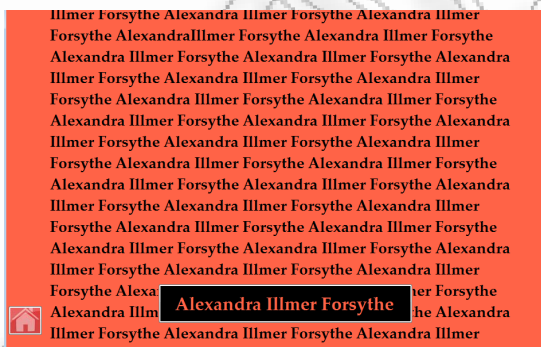 Illmer Forsythe Alexandra Illmer Forsythe Alexandra Illmer
Forsythe AlexandraIllmer Forsythe Alexandra Illmer Forsythe
Alexandra Illmer Forsythe Alexandra Illmer Forsythe Alexandra
Illmer Forsythe Alexandra Illmer Forsythe Alexandra Illmer
Forsythe Alexandra Illmer Forsythe Alexandra Illmer Forsythe
Alexandra Illmer Forsythe Alexandra Illmer Forsythe Alexandra
Illmer Forsythe Alexandra Illmer Forsythe Alexandra Illmer
Forsythe Alexandra Illmer Forsythe Alexandra Illmer Forsythe
Alexandra Illmer Forsythe Alexandra Illmer Forsythe Alexandra
Illmer Forsythe Alexandra Illmer Forsythe Alexandra Illmer
Forsythe Alexandra Illmer Forsythe Alexandra Illmer Forsythe
Alexandra Illmer Forsythe Alexandra Illmer Forsythe Alexandra
Illmer Forsythe Alexandra Illmer Forsythe Alexandra Illmer
Forsythe Alexa mer Forsythe
Alexandra Illmer Forsythe
Alexandra Illm he Alexandra
Illmer Forsythe Alexandra Illmer Forsythe Alexandra Illmer